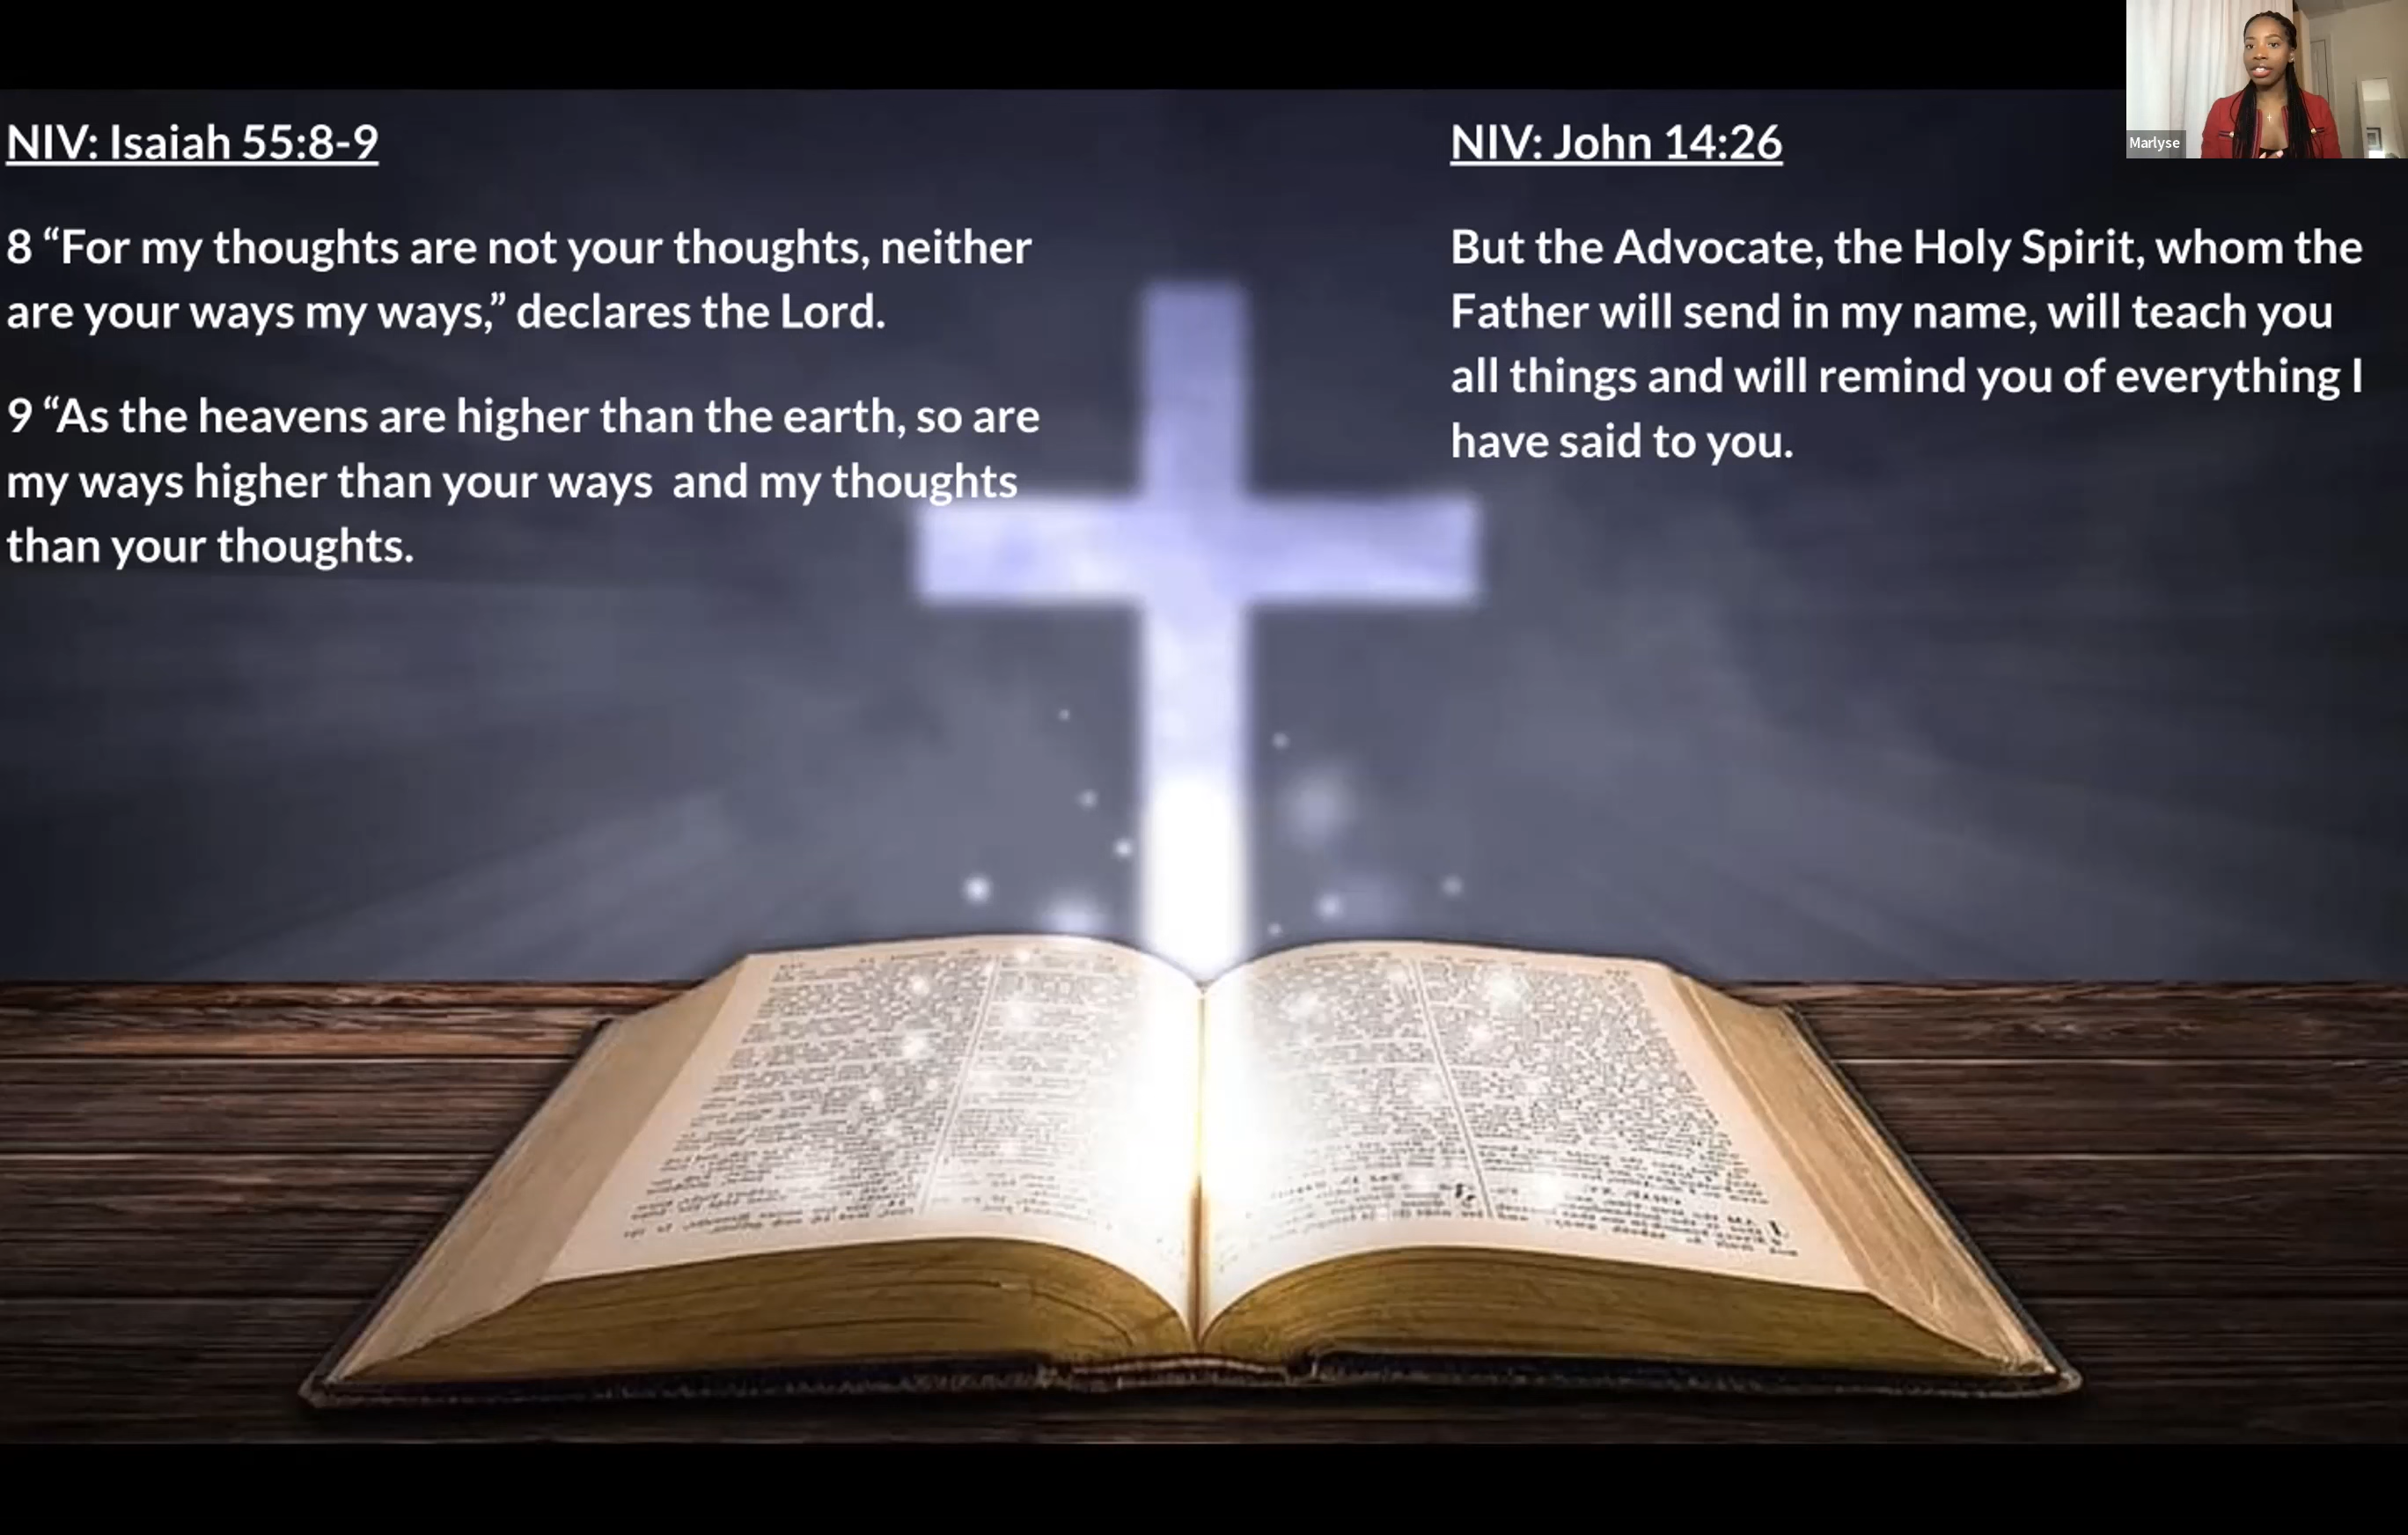 NIV: Isaiah 55:8-9
8 “For my thoughts are not your thoughts, neither
are your ways my ways,” declares the Lord.
9 “As the heavens are higher than the earth, so are
my ways higher than your ways  and my thoughts
than your thoughts.
NIV: John 14:26
But the Advocate, the Holy Spirit, whom the
Father will send in my name, will teach you
all things and will remind you of everything I
have said to you.
Marlyse